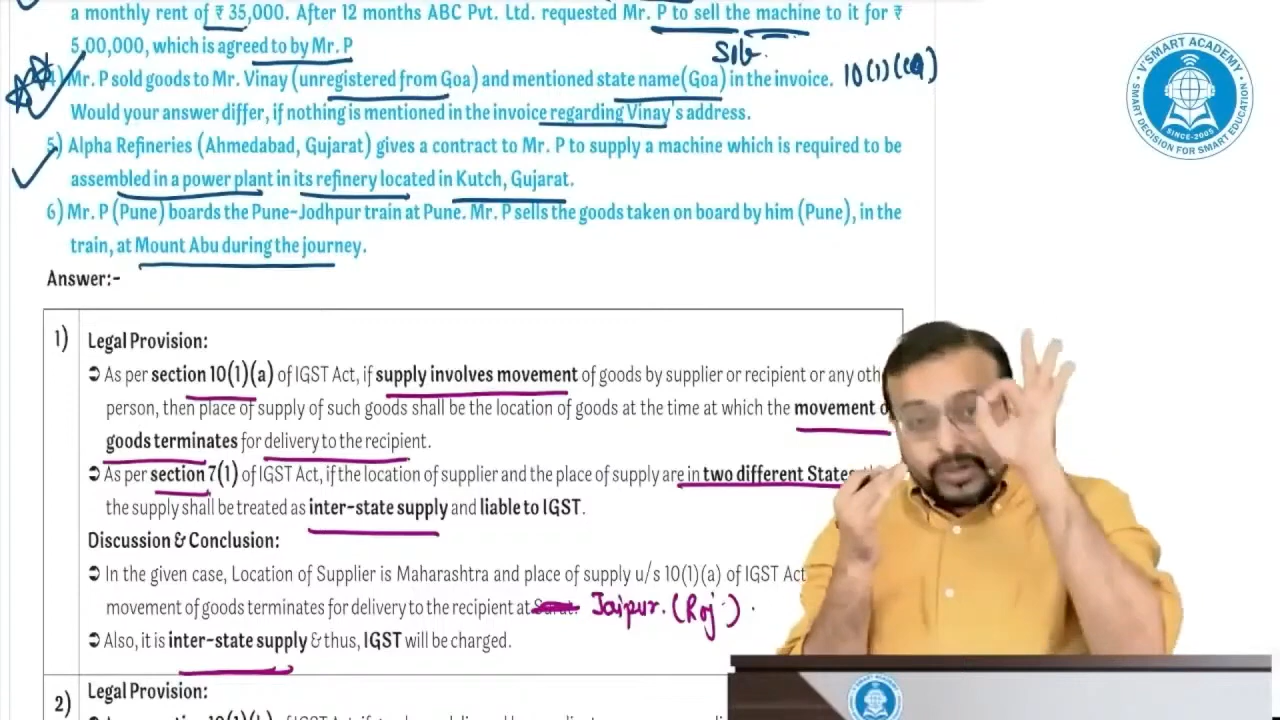 a monthly rent of ₹ 35,000. After 12 months ABC Pvt. Ltd. requested Mr. P to sell the machine to it for ₹
5,00,000, which is agreed to by Mr. P
Mr. P sold goods to Mr. Vinay (unregistered from Goa) and mentioned state name(Goa) in the invoice. 10(1)(ca)
Would your answer differ, if nothing is mentioned in the invoice regarding Vinay's address.
5) Alpha Refineries (Ahmedabad, Gujarat) gives a contract to Mr. P to supply a machine which is required to be
assembled in a power plant in its refinery located in Kutch, Gujarat.
6) Mr. P (Pune) boards the Pune-Jodhpur train at Pune. Mr. P sells the goods taken on board by him (Pune), in the
train, at Mount Abu during the journey.
Answer:-
1) Legal Provision:
➲ As per section 10(1)(a) of IGST Act, if supply involves movement of goods by supplier or recipient or any oth
person, then place of supply of such goods shall be the location of goods at the time at which the movement o
goods terminates for delivery to the recipient.
➲ As per section 7(1) of IGST Act, if the location of supplier and the place of supply are in two different State
the supply shall be treated as inter-state supply and liable to IGST.
Discussion & Conclusion:
➲ In the given case, Location of Supplier is Maharashtra and place of supply u/s 10(1)(a) of IGST Act
movement of goods terminates for delivery to the recipient at Jaipur. (Raj.)
➲ Also, it is inter-state supply & thus, IGST will be charged.
2) Legal Provision:
V'SMART ACADEMY
SINCE-2005
SMART DECISION FOR SMART EDUCATION